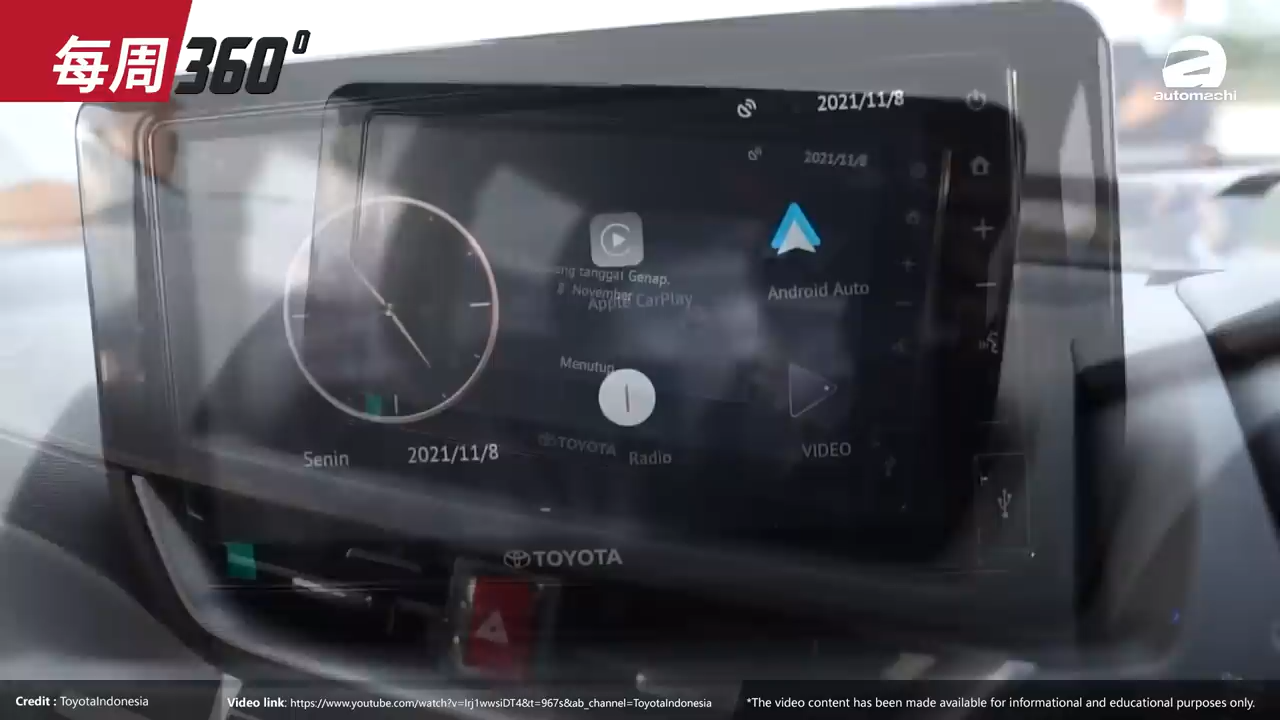 每周360°
automachi
2021/11/8
2021/11/8
Android Auto
tanggal Genap.
8 November
Apple CarPlay
Menutup
TOYOTA
Radio
VIDEO
Senin
2021/11/8
TOYOTA
Credit : ToyotaIndonesia
Video link: https://www.youtube.com/watch?v=Irj1wwsiDT4&t=967s&ab_channel=ToyotaIndonesia
*The video content has been made available for informational and educational purposes only.